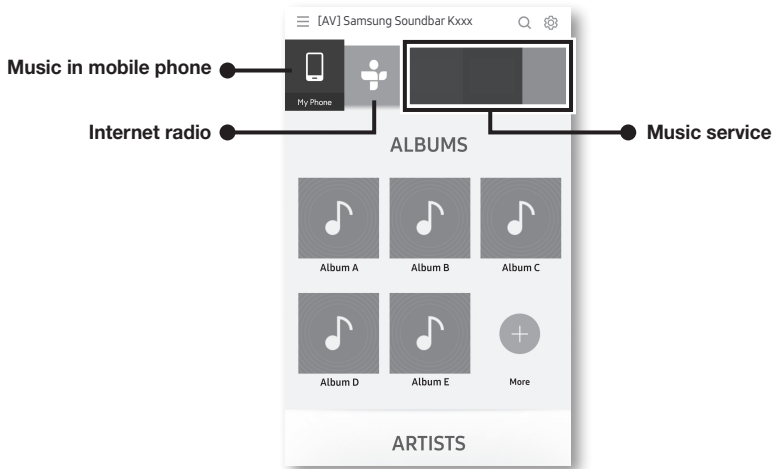 [AV] Samsung Soundbar Kxxx
Music in mobile phone
My Phone
Internet radio
Music service
ALBUMS
Album A
Album B
Album C
Album D
Album E
More
ARTISTS